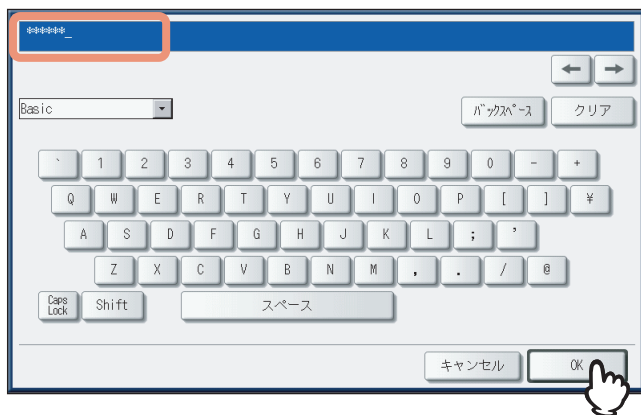 ******_
← →
Basic バックスペース クリア
` 1 2 3 4 5 6 7 8 9 0 - +
Q W E R T Y U I O P [ ] ¥
A S D F G H J K L ; '
Z X C V B N M , . / @
Caps Lock Shift スペース
キャンセル OK